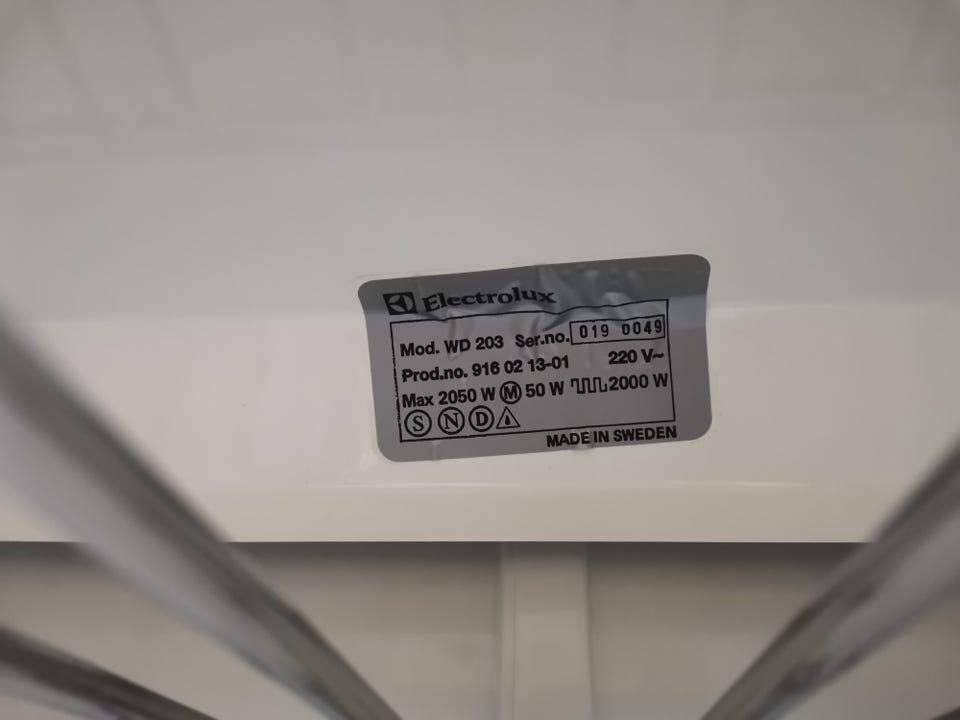 Electrolux
Mod. WD 203 Ser.no. 019 0049
Prod.no. 916 02 13-01 220 V~
Max 2050 W M 50 W 2000 W
S N D
MADE IN SWEDEN